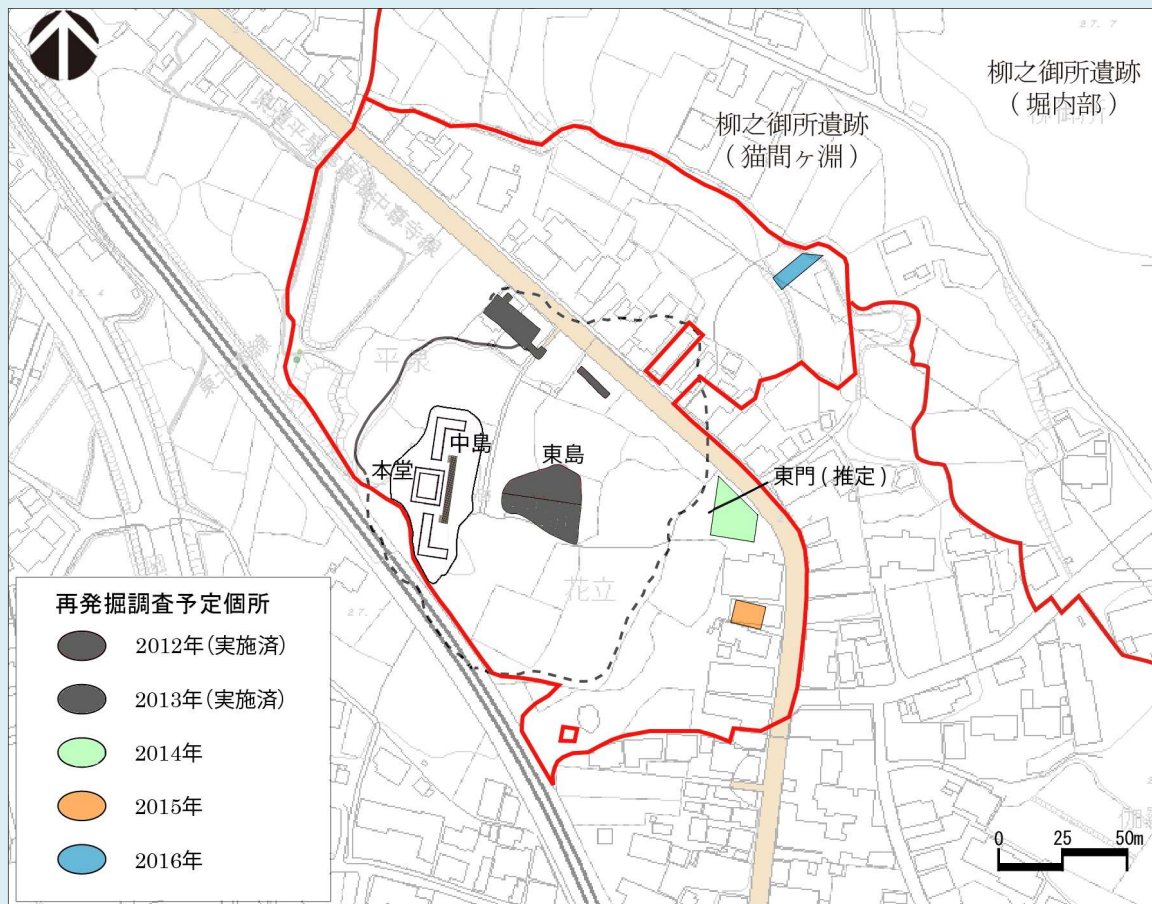 27.7
柳之御所遺跡
(堀内部)
柳之御所遺跡
(猫間ヶ淵)
平泉
中島
本堂
東島
東門(推定)
花立
再発掘調査予定個所
2012年(実施済)
2013年(実施済)
2014年
2015年
2016年
0 25 50m